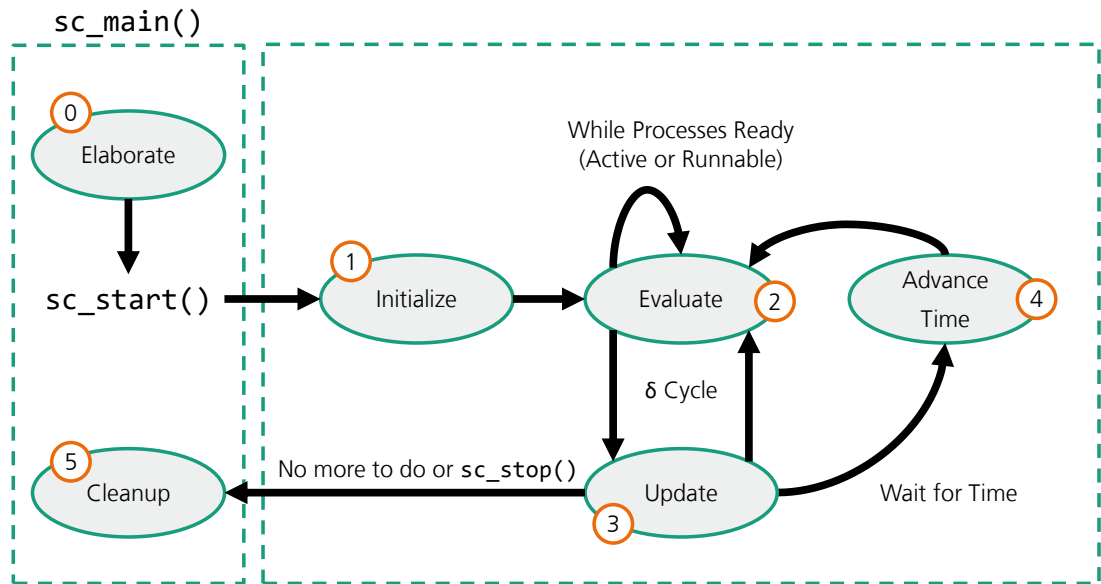 sc_main()
0
Elaborate
While Processes Ready
(Active or Runnable)
sc_start()
1
Initialize
Evaluate
2
Advance
Time
4
δ Cycle
5
Cleanup
No more to do or sc_stop()
Update
3
Wait for Time